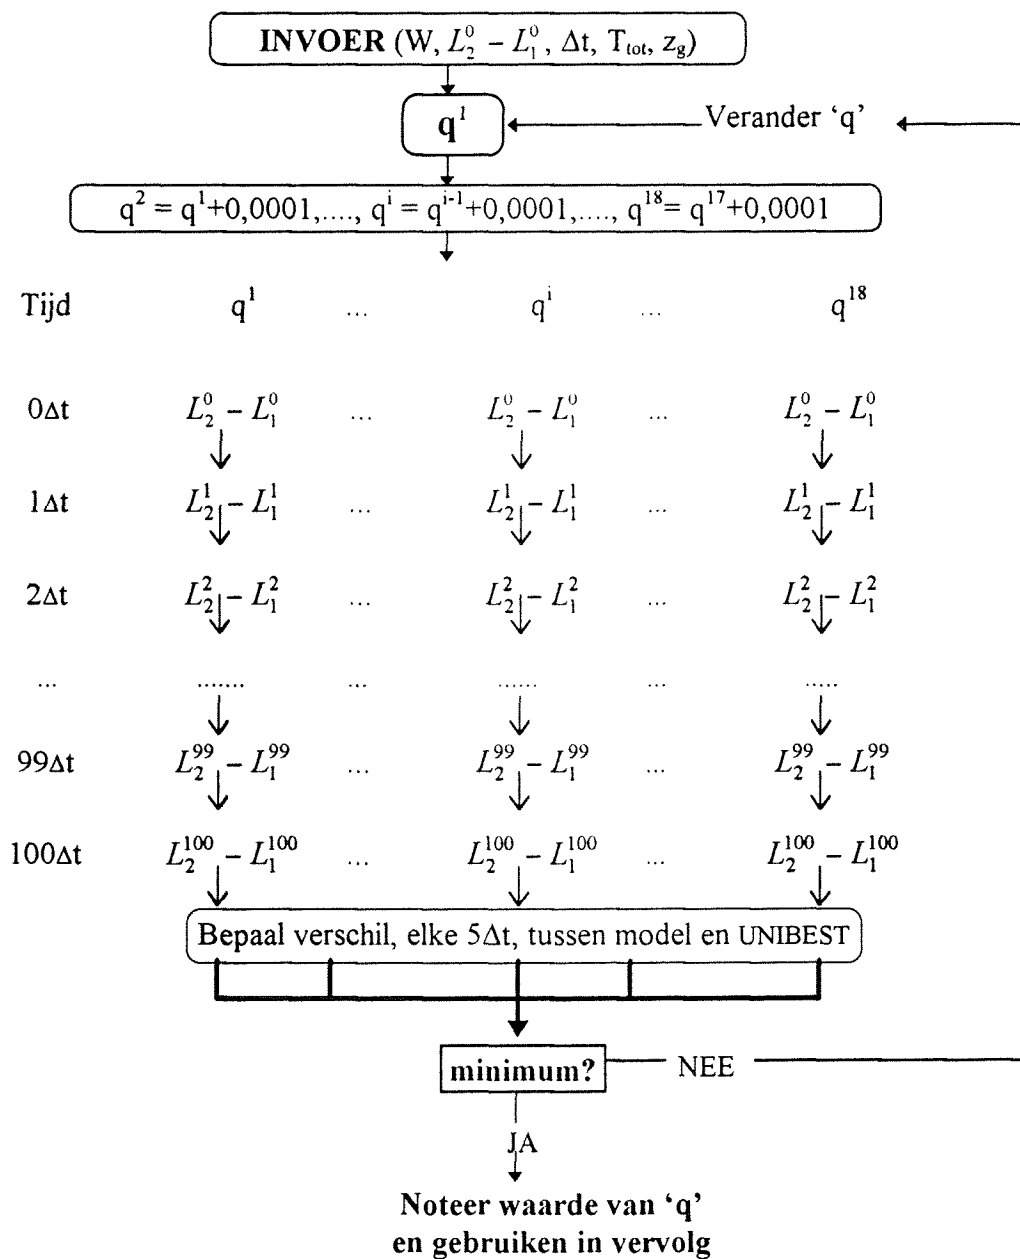 INVOER (W, L₂⁰ – L₁⁰, Δt, T_tot, z_g)
q¹
Verander ‘q’
q² = q¹+0,0001,...., qⁱ = qⁱ⁻¹+0,0001,...., q¹⁸= q¹⁷+0,0001
Tijd q¹ ... qⁱ ... q¹⁸
0Δt L₂⁰ – L₁⁰ ... L₂⁰ – L₁⁰ ... L₂⁰ – L₁⁰
1Δt L₂¹ – L₁¹ ... L₂¹ – L₁¹ ... L₂¹ – L₁¹
2Δt L₂² – L₁² ... L₂² – L₁² ... L₂² – L₁²
... ....... ... ...... ... .....
99Δt L₂⁹⁹ – L₁⁹⁹ ... L₂⁹⁹ – L₁⁹⁹ ... L₂⁹⁹ – L₁⁹⁹
100Δt L₂¹⁰⁰ – L₁¹⁰⁰ ... L₂¹⁰⁰ – L₁¹⁰⁰ ... L₂¹⁰⁰ – L₁¹⁰⁰
Bepaal verschil, elke 5Δt, tussen model en UNIBEST
minimum? NEE
JA
Noteer waarde van ‘q’
en gebruiken in vervolg